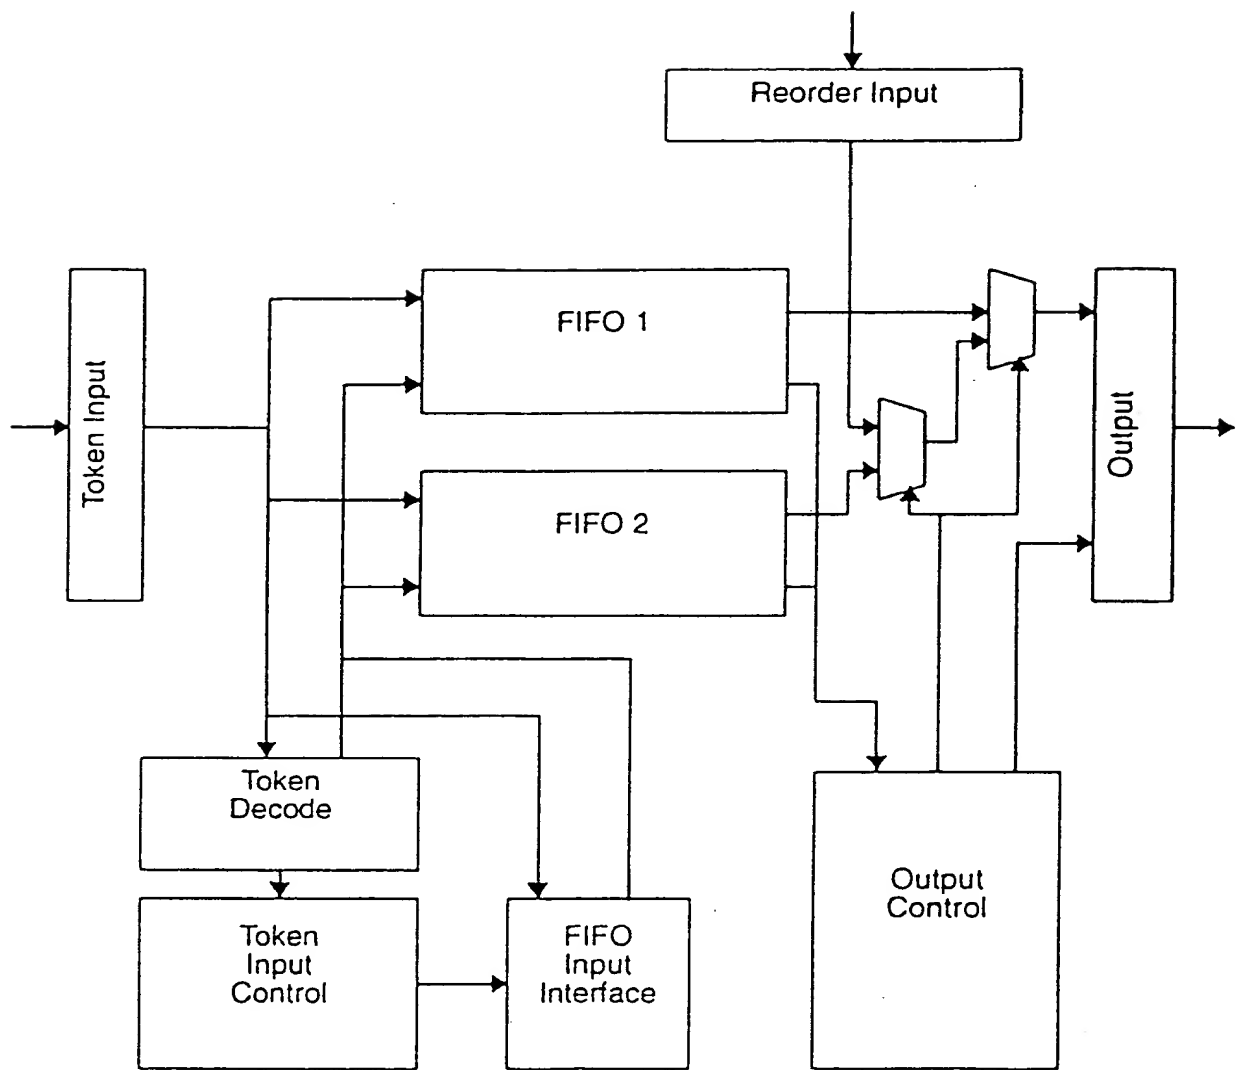 Reorder Input
Token Input
FIFO 1
FIFO 2
Output
Token
Decode
Token
Input
Control
FIFO
Input
Interface
Output
Control